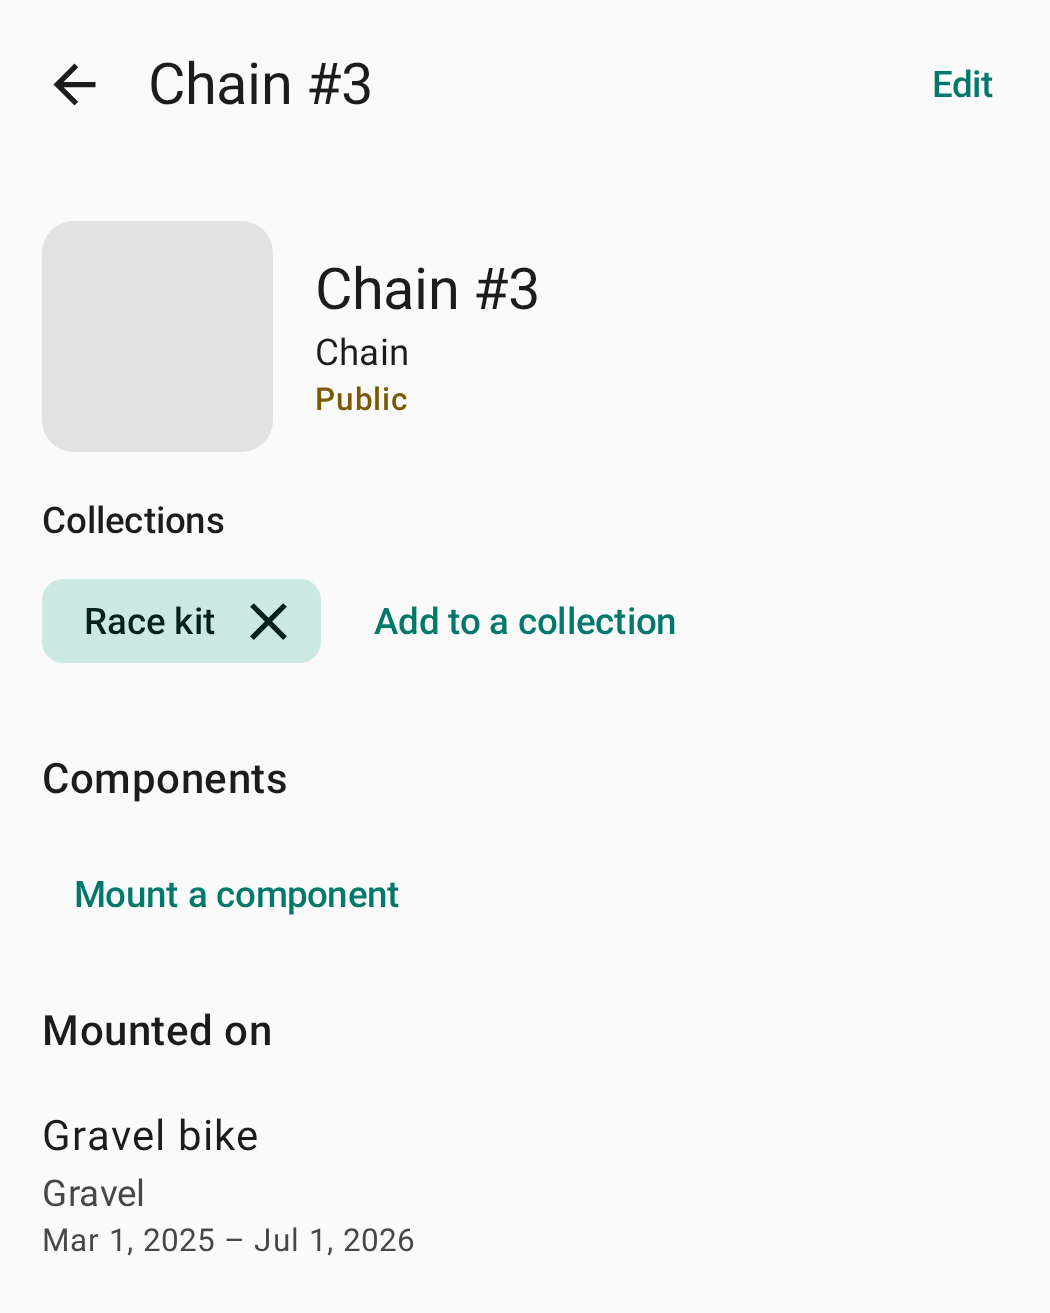 Chain #3
Edit
Chain #3
Chain
Public
Collections
Race kit
Add to a collection
Components
Mount a component
Mounted on
Gravel bike
Gravel
Mar 1, 2025 – Jul 1, 2026